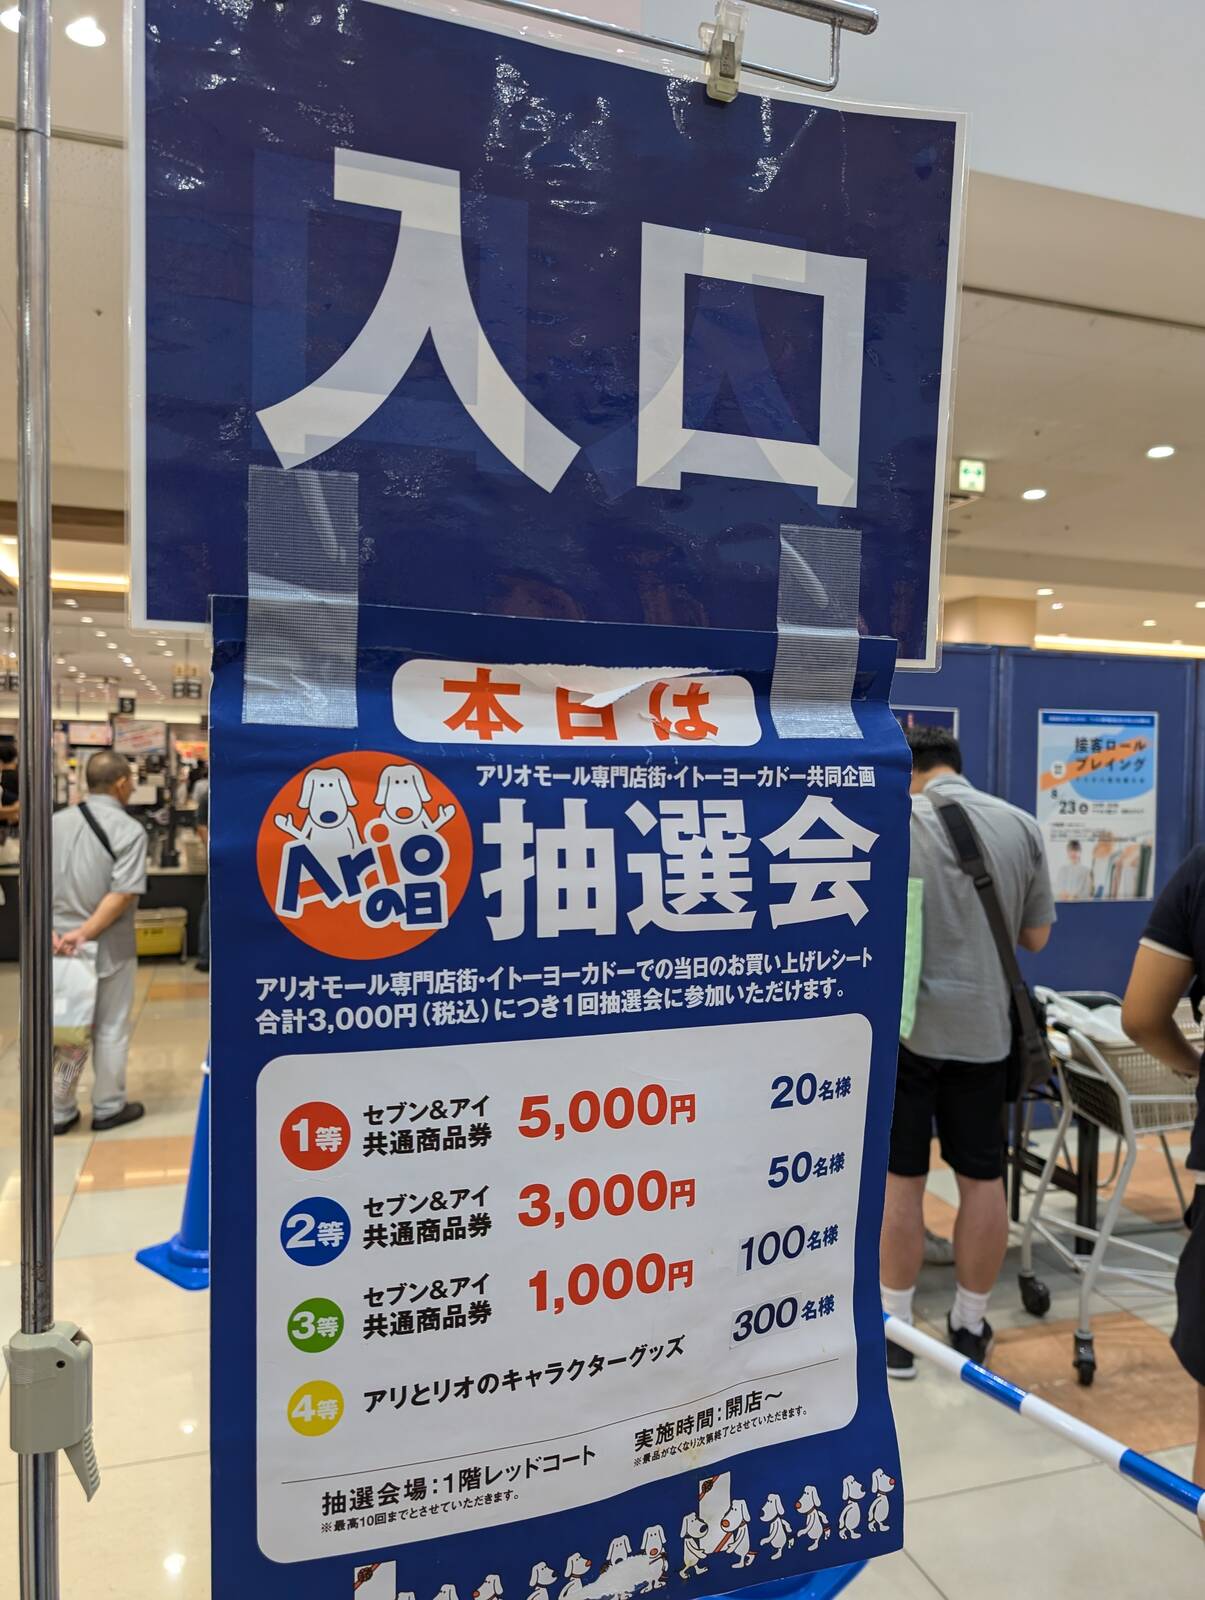 入口
本日は
Arioの日
アリオモール専門店街・イトーヨーカドー共同企画
抽選会
アリオモール専門店街・イトーヨーカドーでの当日のお買い上げレシート
合計3,000円(税込)につき1回抽選会に参加いただけます。
1等 セブン&アイ共通商品券 5,000円 20名様
2等 セブン&アイ共通商品券 3,000円 50名様
3等 セブン&アイ共通商品券 1,000円 100名様
4等 アリとリオのキャラクターグッズ 300名様
抽選会場:1階レッドコート
※最高10回までとさせていただきます。
実施時間:開店〜
※景品がなくなり次第終了とさせていただきます。
接客ロール
プレイング
8
23